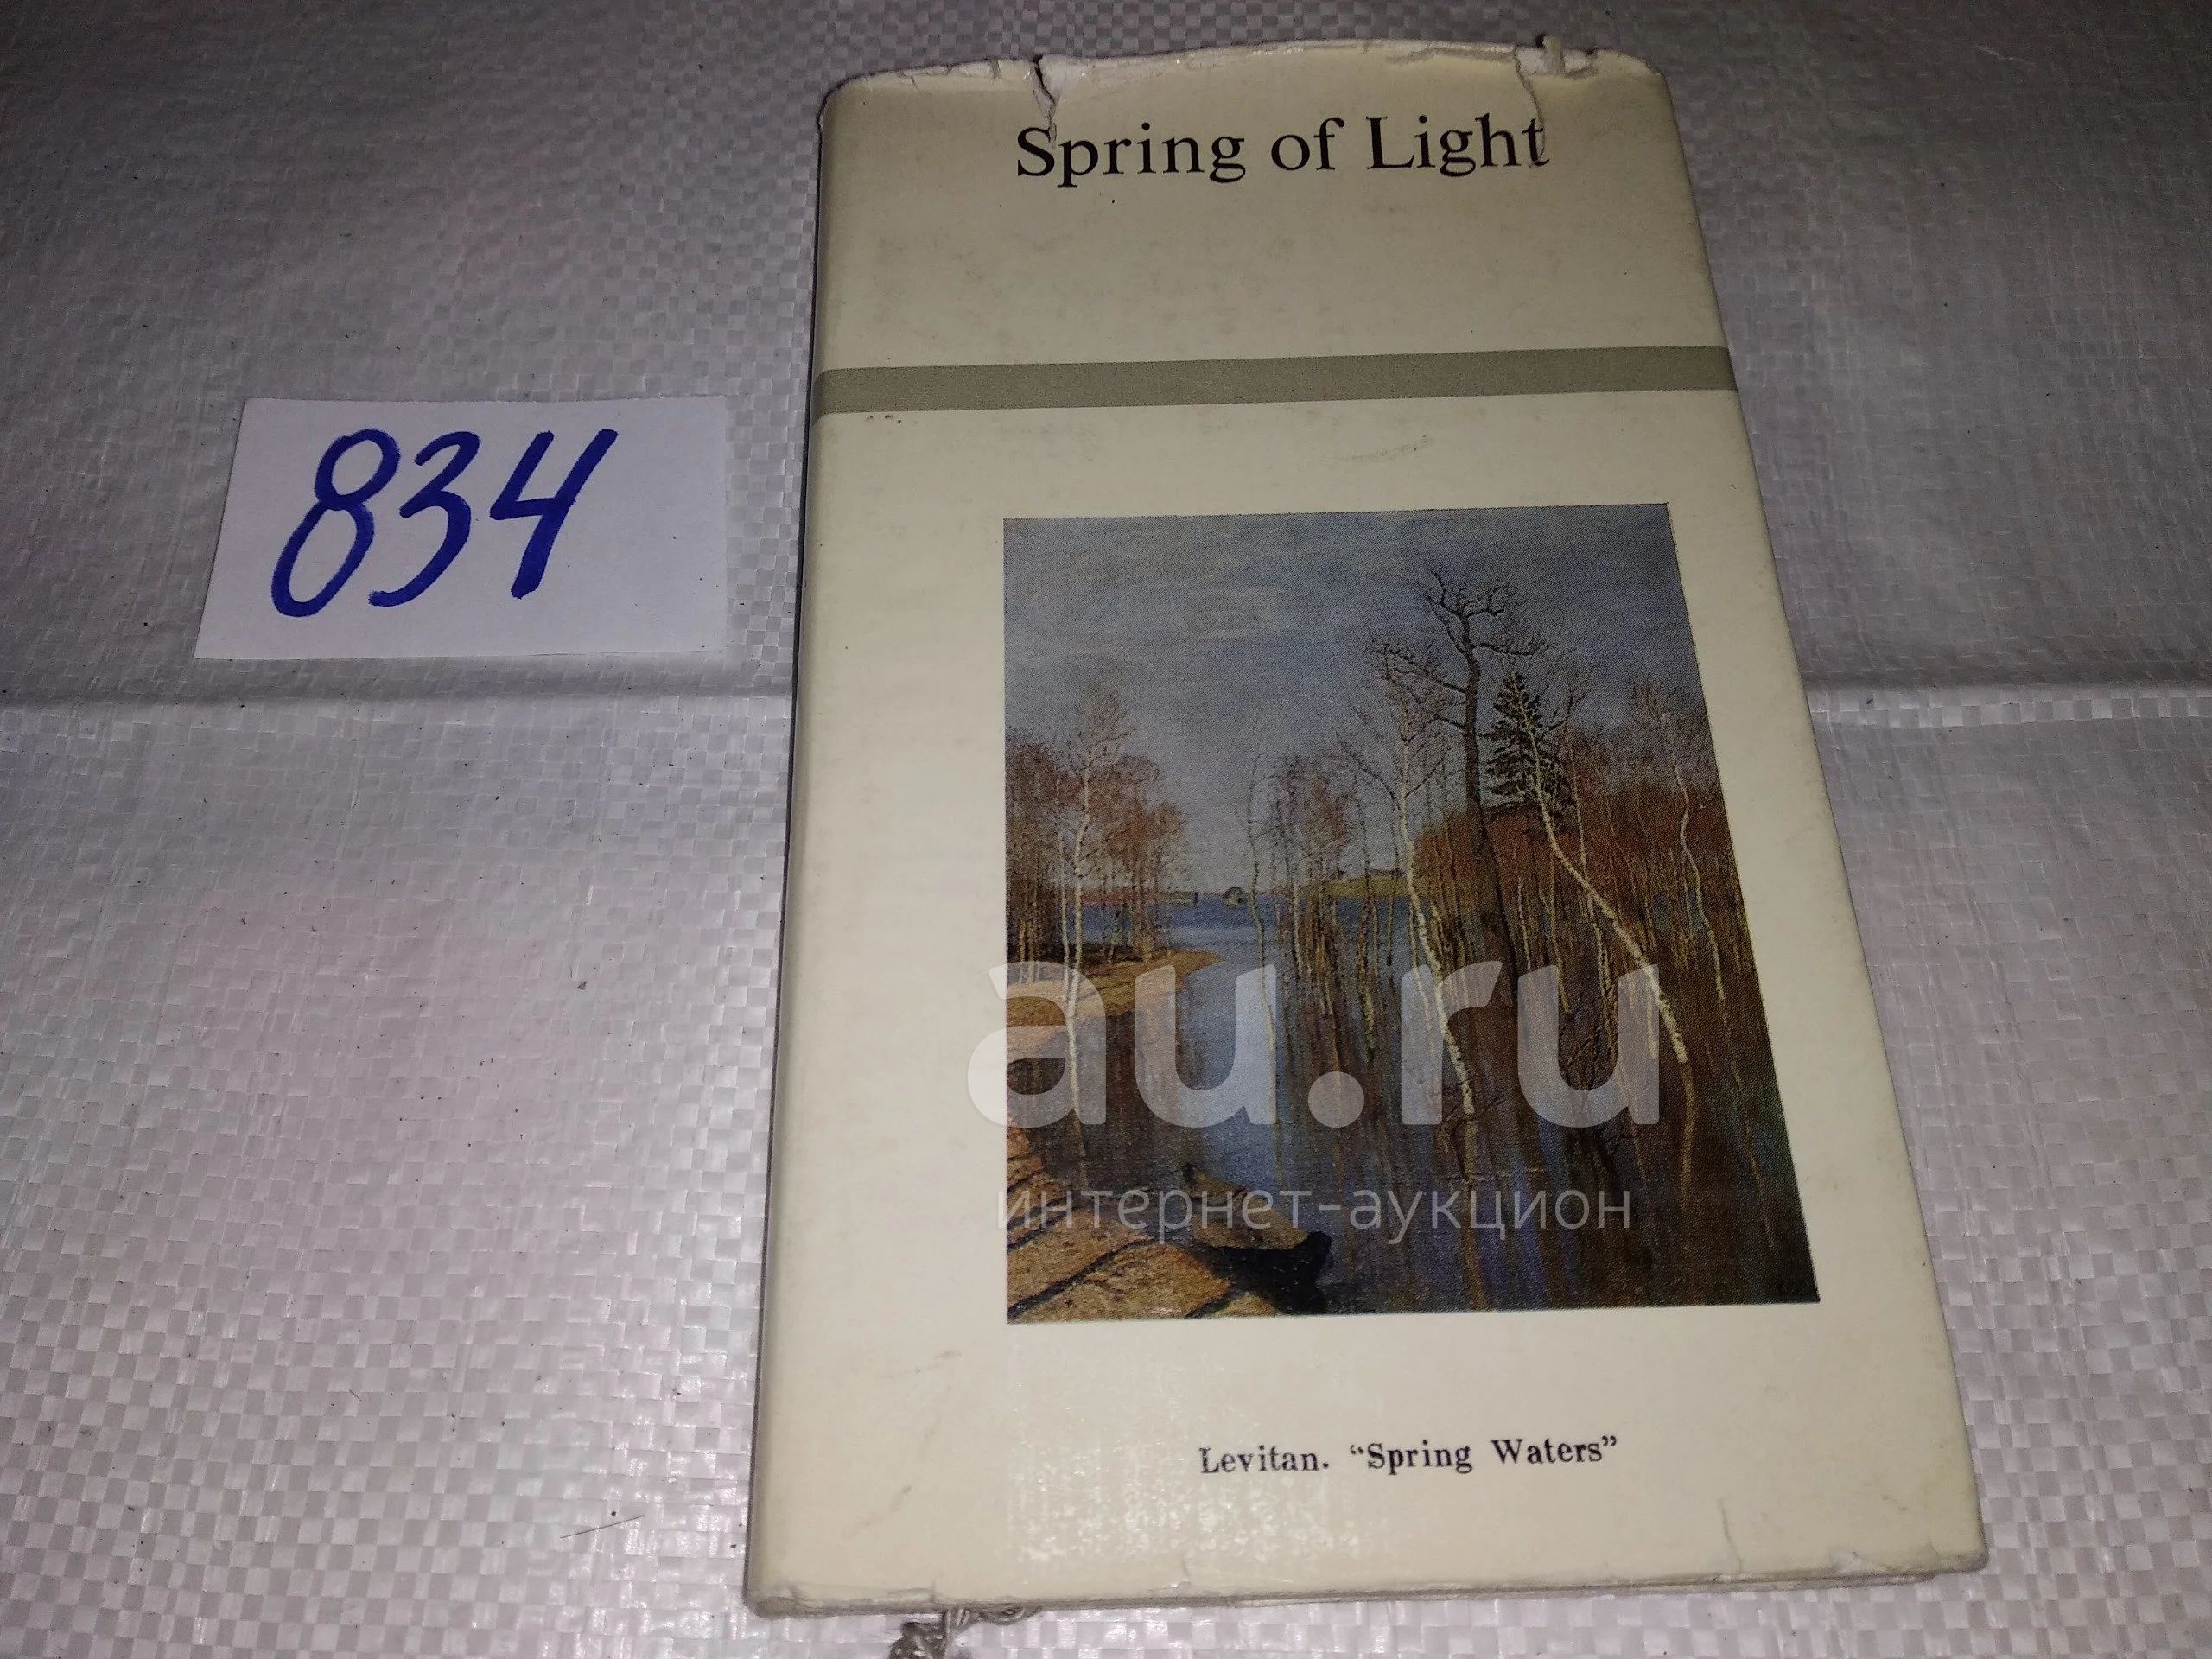 Spring of Light
834
au.ru
интернет-аукцион
Levitan. “Spring Waters”